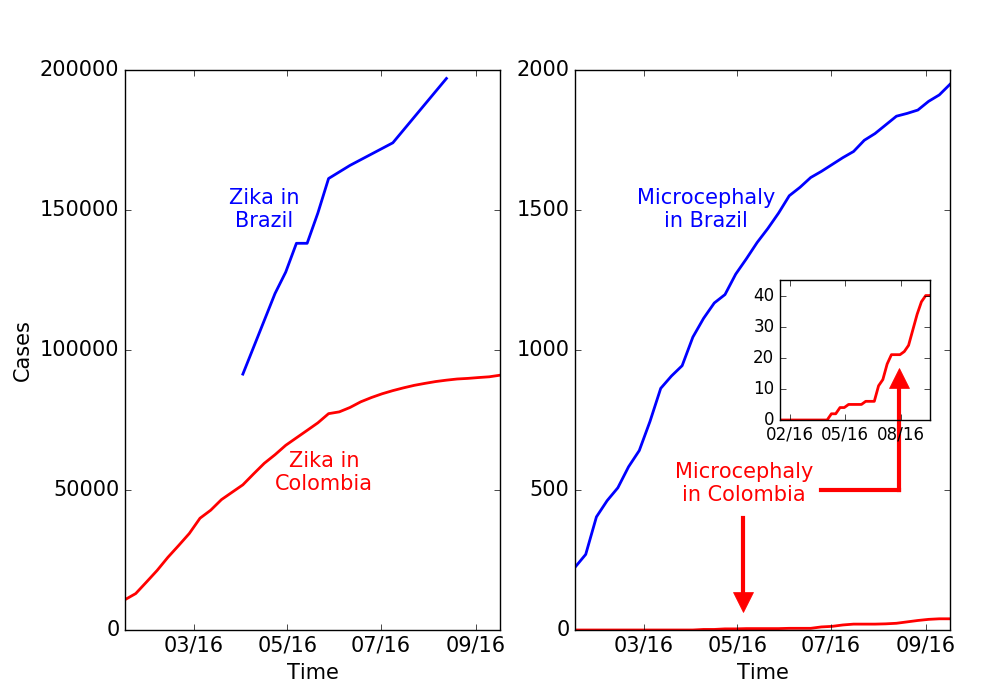 200000
150000
100000
50000
0
Cases
Zika in
Brazil
Zika in
Colombia
03/16 05/16 07/16 09/16
Time
2000
1500
1000
500
0
Microcephaly
in Brazil
40
30
20
10
0
02/16 05/16 08/16
Microcephaly
in Colombia
03/16 05/16 07/16 09/16
Time